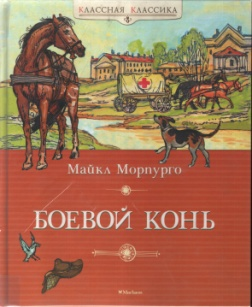 КЛАССНАЯ КЛАССИКА
Майкл Морпурго
БОЕВОЙ КОНЬ